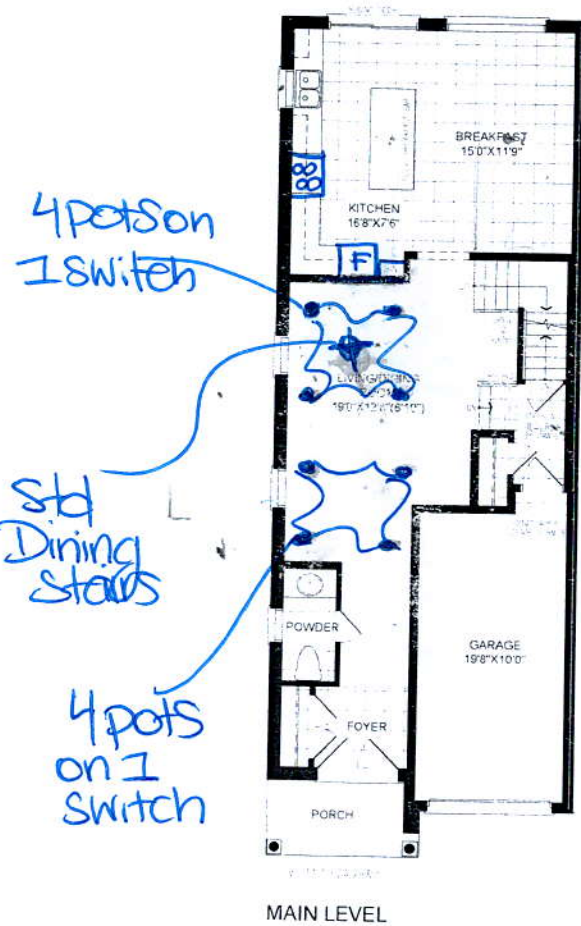 BREAKFAST
15'0"X11'9"
KITCHEN
16'8"X7'6"
4 pots on
1 switch
F
LIVING/DINING
ROOM
Std
Dining
POWDER
GARAGE
19'8"X10'0"
4 pots
on 1
switch
FOYER
PORCH
MAIN LEVEL